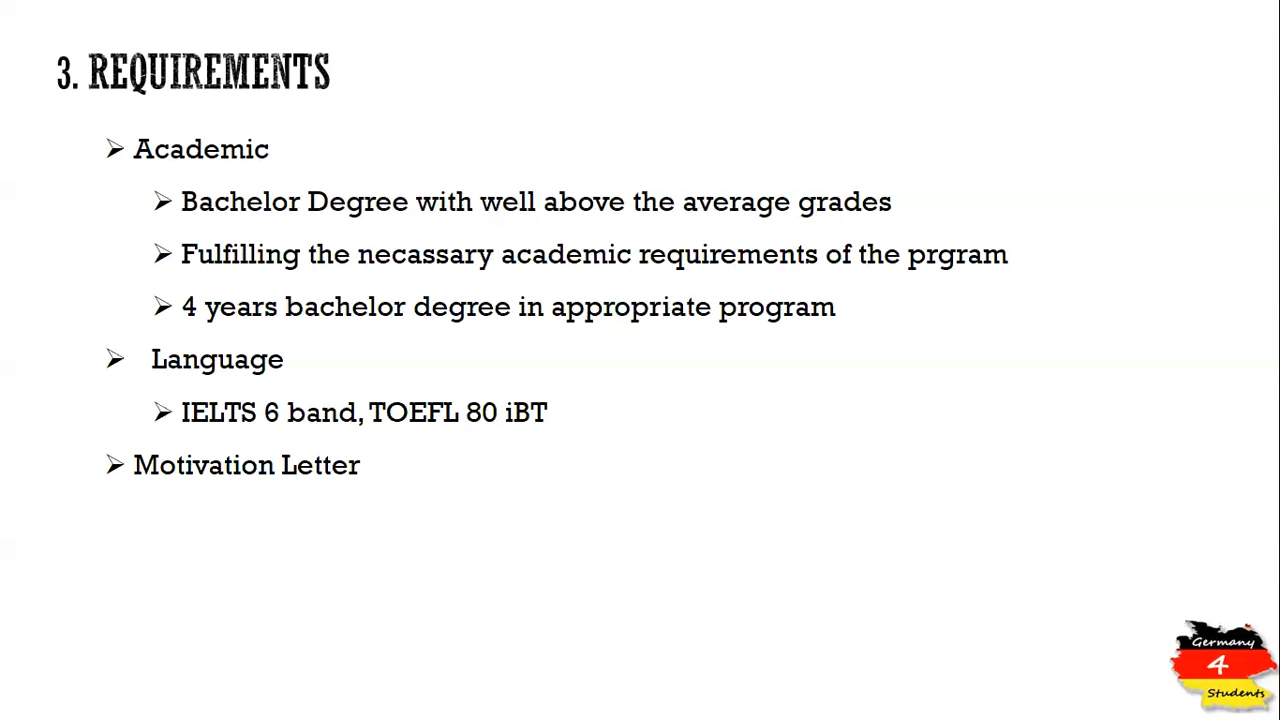 3. REQUIREMENTS
➢ Academic
➢ Bachelor Degree with well above the average grades
➢ Fulfilling the necassary academic requirements of the prgram
➢ 4 years bachelor degree in appropriate program
➢ Language
➢ IELTS 6 band, TOEFL 80 iBT
➢ Motivation Letter
Germany
4
Students